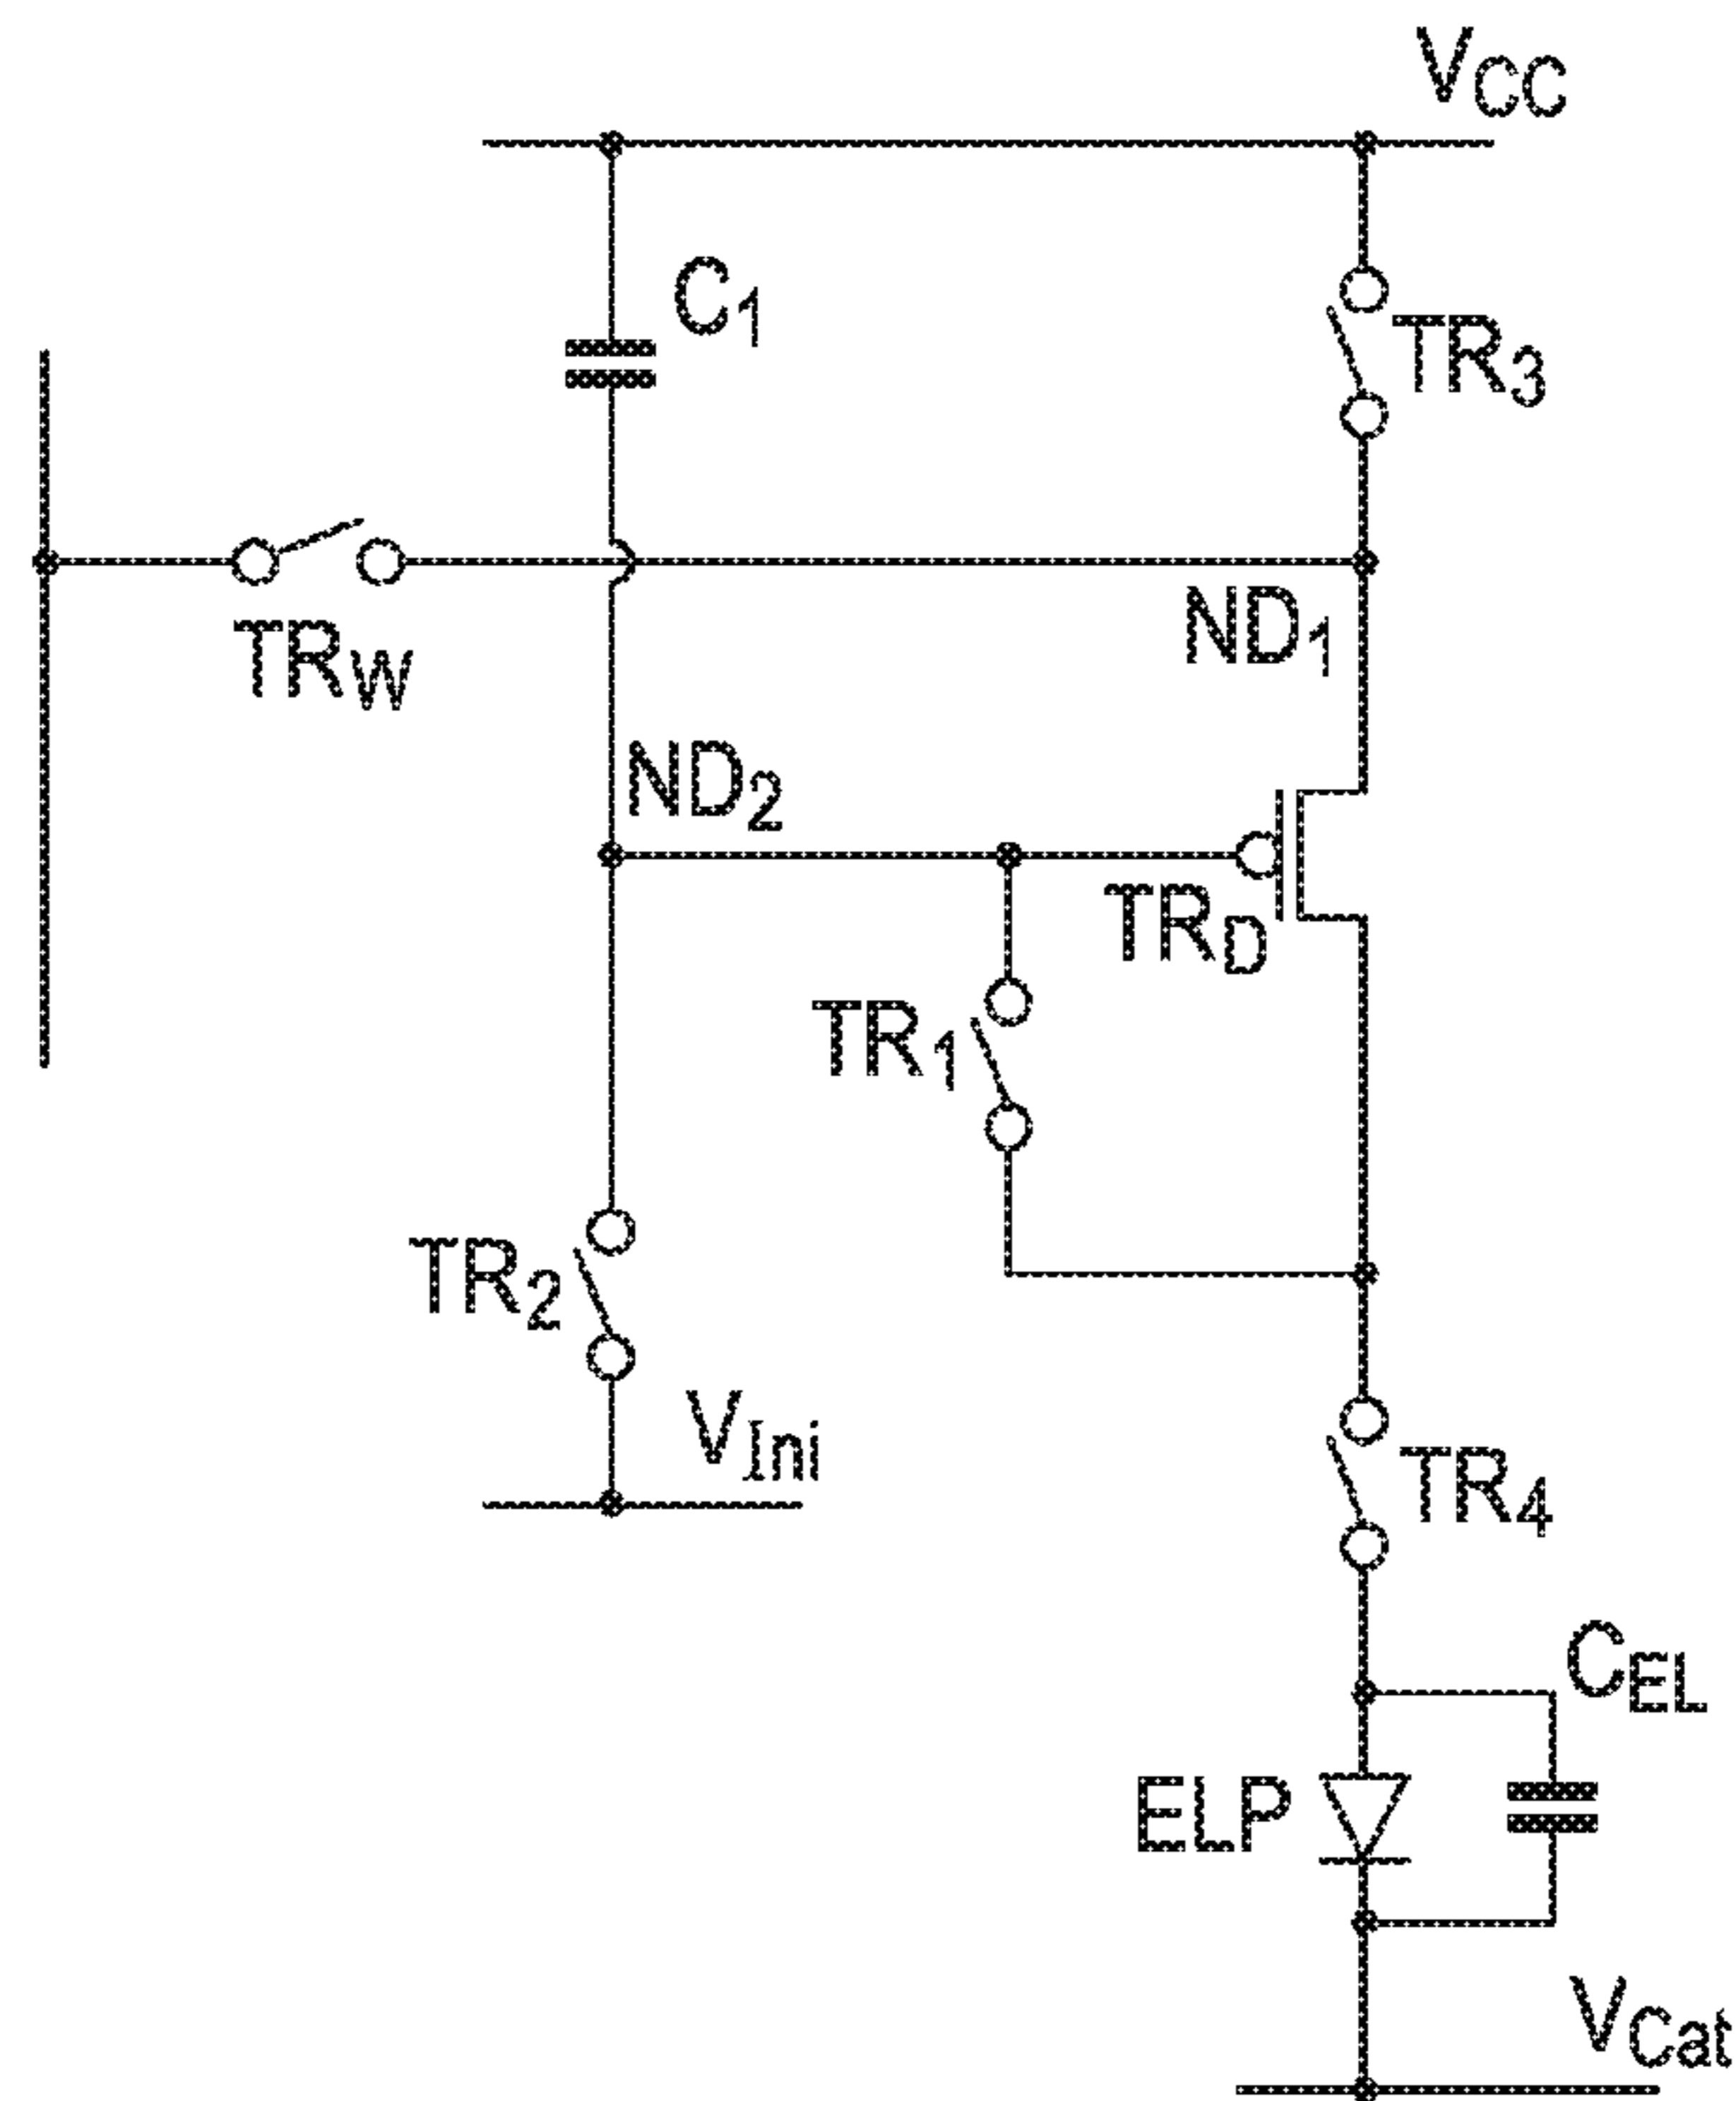 VCC
C1
TR3
TRW
ND1
ND2
TRD
TR1
TR2
VIni
TR4
CEL
ELP
VCat